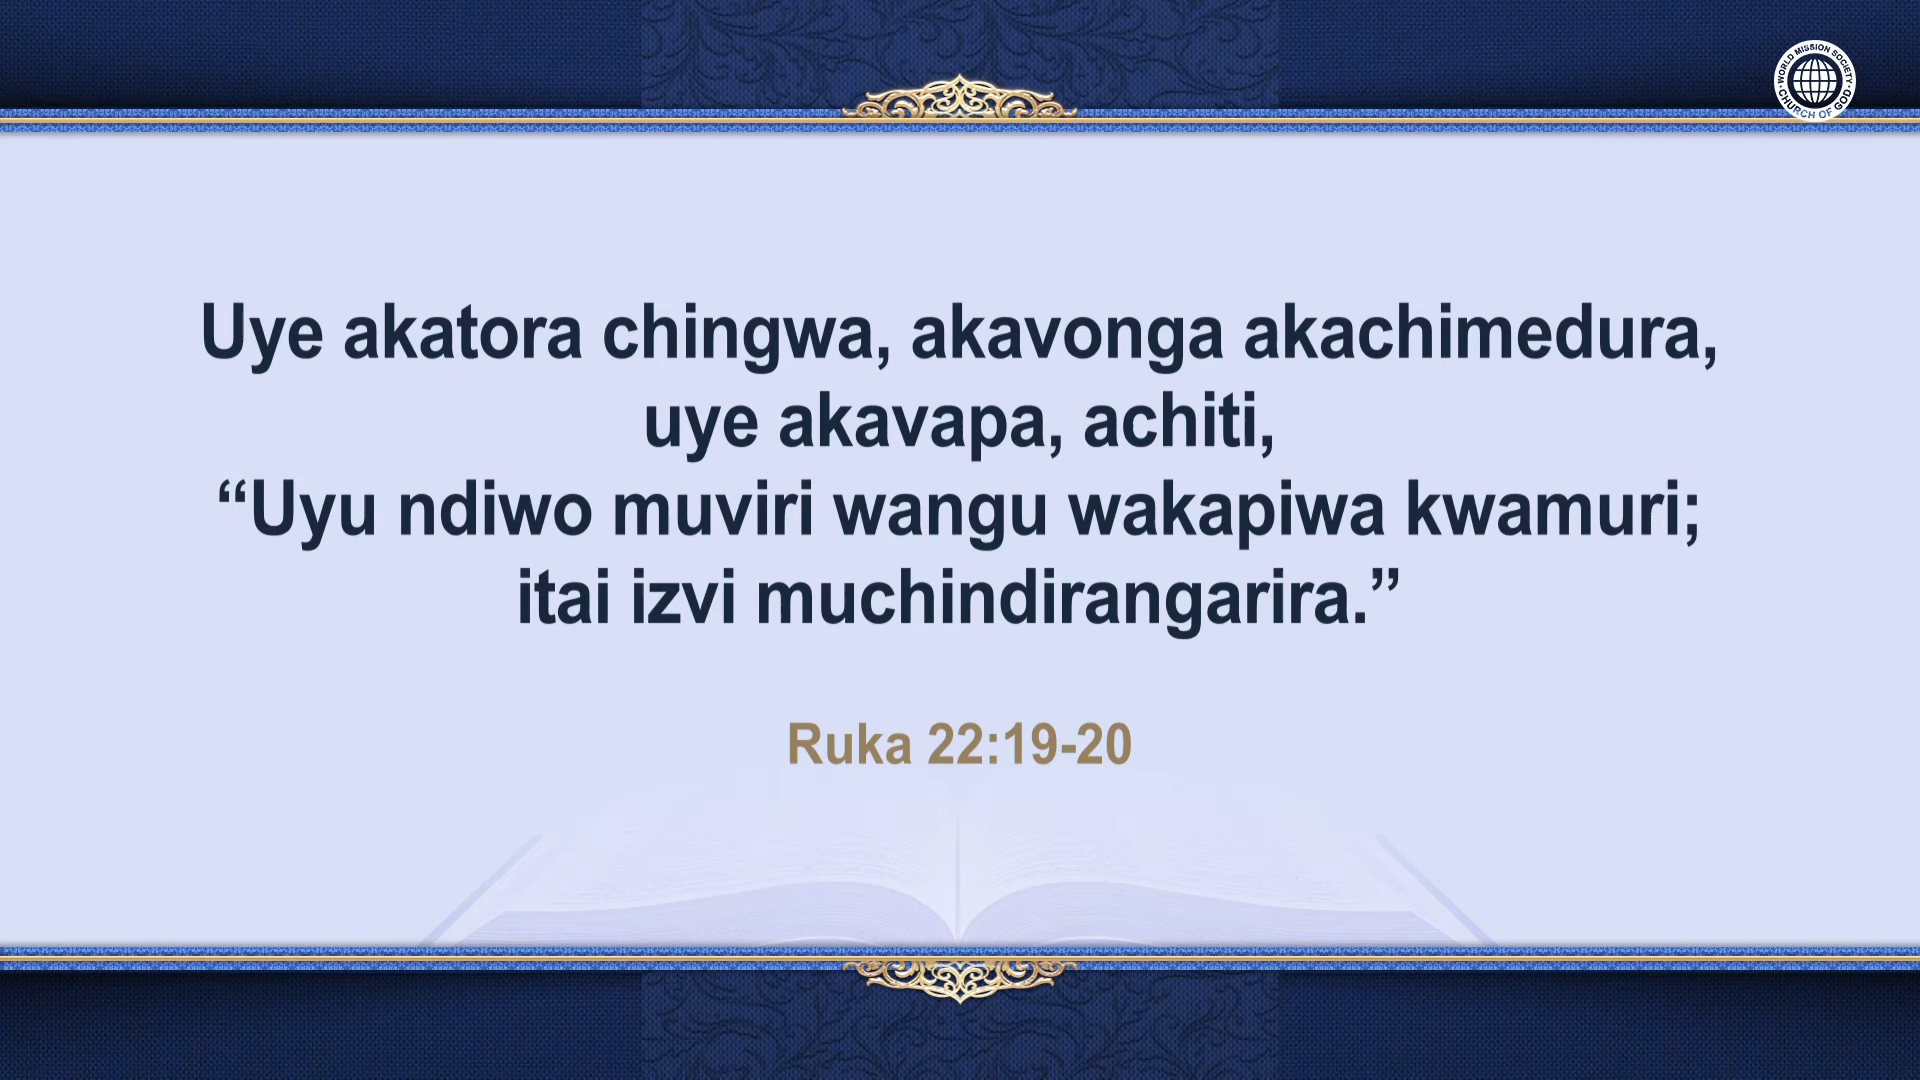 WORLD MISSION SOCIETY
CHURCH OF GOD
Uye akatora chingwa, akavonga akachimedura,
uye akavapa, achiti,
“Uyu ndiwo muviri wangu wakapiwa kwamuri;
itai izvi muchindirangarira.”
Ruka 22:19-20